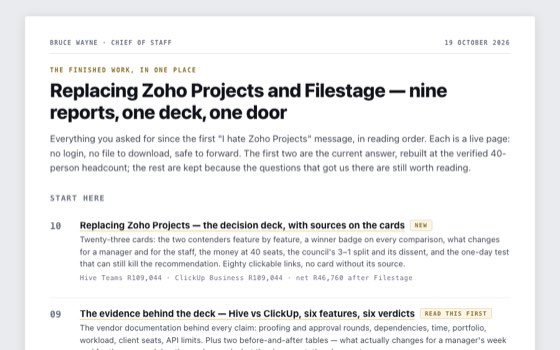 BRUCE WAYNE · CHIEF OF STAFF
19 OCTOBER 2026
THE FINISHED WORK, IN ONE PLACE
Replacing Zoho Projects and Filestage — nine
reports, one deck, one door
Everything you asked for since the first "I hate Zoho Projects" message, in reading order. Each is a live page:
no login, no file to download, safe to forward. The first two are the current answer, rebuilt at the verified 40-
person headcount; the rest are kept because the questions that got us there are still worth reading.
START HERE
10 Replacing Zoho Projects — the decision deck, with sources on the cards NEW
Twenty-three cards: the two contenders feature by feature, a winner badge on every comparison, what changes
for a manager and for the staff, the money at 40 seats, the council's 3–1 split and its dissent, and the one-day test
that can still kill the recommendation. Eighty clickable links, no card without its source.
Hive Teams R109,044 · ClickUp Business R109,044 · net R46,760 after Filestage
09 The evidence behind the deck — Hive vs ClickUp, six features, six verdicts READ THIS FIRST
The vendor documentation behind every claim: proofing and approval rounds, dependencies, time, portfolio,
workload, client seats, API limits. Plus two before-and-after tables — what actually changes for a manager's week